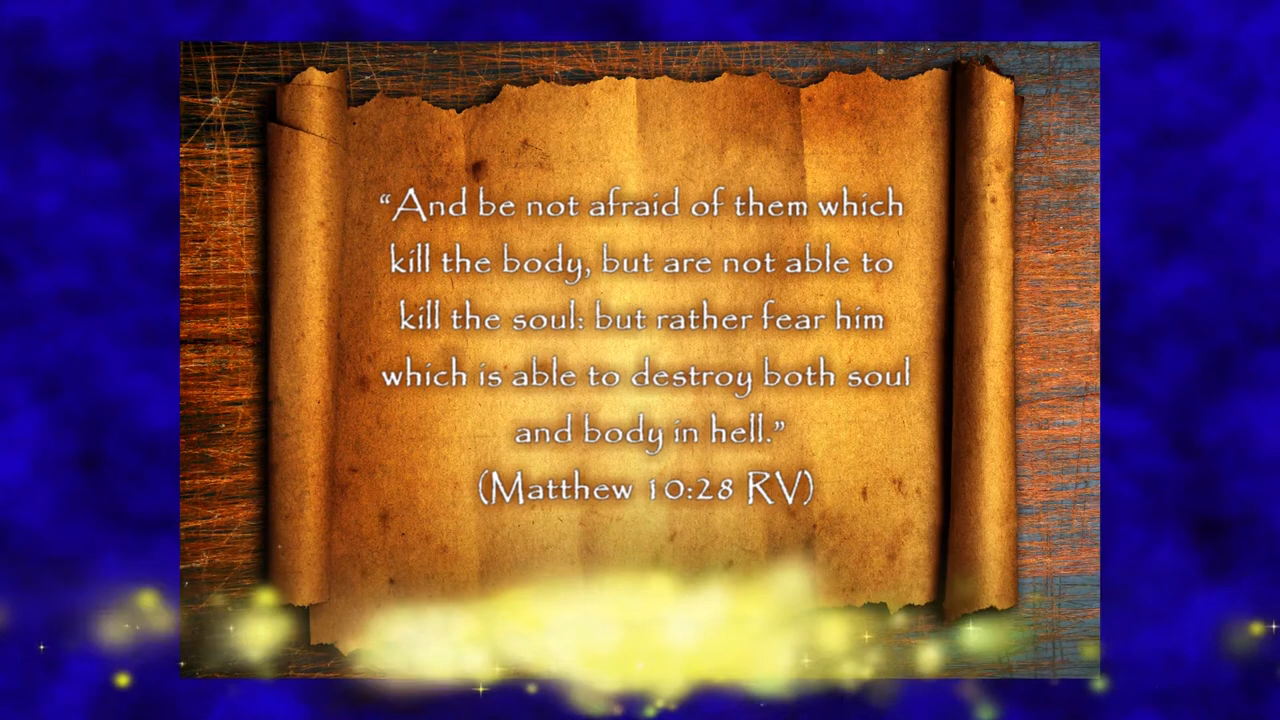 “And be not afraid of them which
kill the body, but are not able to
kill the soul: but rather fear him
which is able to destroy both soul
and body in hell.”
(Matthew 10:28 RV)